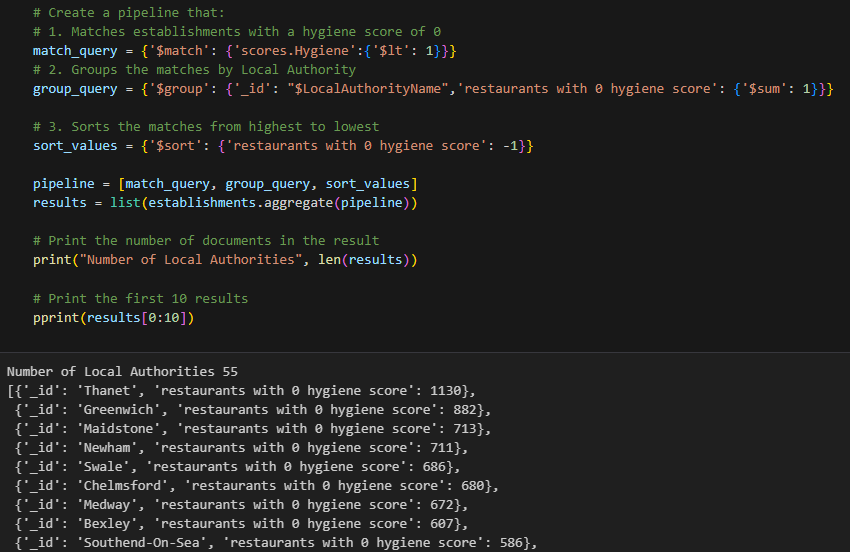 # Create a pipeline that:
# 1. Matches establishments with a hygiene score of 0
match_query = {'$match': {'scores.Hygiene':{'$lt': 1}}}
# 2. Groups the matches by Local Authority
group_query = {'$group': {'_id': "$LocalAuthorityName",'restaurants with 0 hygiene score': {'$sum': 1}}}
# 3. Sorts the matches from highest to lowest
sort_values = {'$sort': {'restaurants with 0 hygiene score': -1}}
pipeline = [match_query, group_query, sort_values]
results = list(establishments.aggregate(pipeline))
# Print the number of documents in the result
print("Number of Local Authorities", len(results))
# Print the first 10 results
pprint(results[0:10])
Number of Local Authorities 55
[{'_id': 'Thanet', 'restaurants with 0 hygiene score': 1130},
{'_id': 'Greenwich', 'restaurants with 0 hygiene score': 882},
{'_id': 'Maidstone', 'restaurants with 0 hygiene score': 713},
{'_id': 'Newham', 'restaurants with 0 hygiene score': 711},
{'_id': 'Swale', 'restaurants with 0 hygiene score': 686},
{'_id': 'Chelmsford', 'restaurants with 0 hygiene score': 680},
{'_id': 'Medway', 'restaurants with 0 hygiene score': 672},
{'_id': 'Bexley', 'restaurants with 0 hygiene score': 607},
{'_id': 'Southend-On-Sea', 'restaurants with 0 hygiene score': 586},